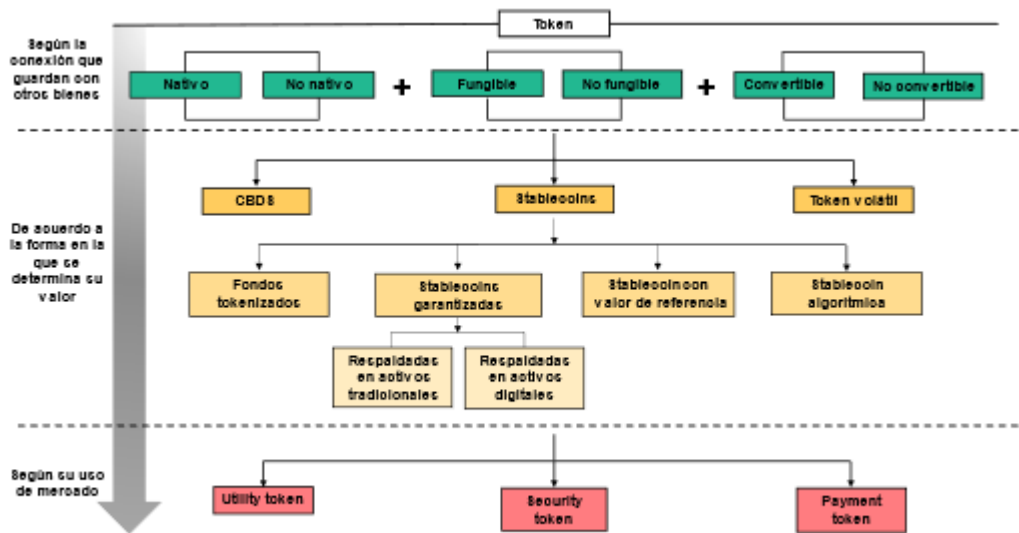 Token
Según la
conexión que
guardan con
otros bienes
Nativo
No nativo
+
Fungible
No fungible
+
Convertible
No convertible
CBDS
Stablecoins
Token volátil
De acuerdo a
la forma en la
que se
determina su
valor
Fondos
tokenizados
Stablecoins
garantizadas
Stablecoin con
valor de referencia
Stablecoin
algorítmica
Respaldadas
en activos
tradicionales
Respaldadas
en activos
digitales
Según su uso
de mercado
Utility token
Security
token
Payment
token